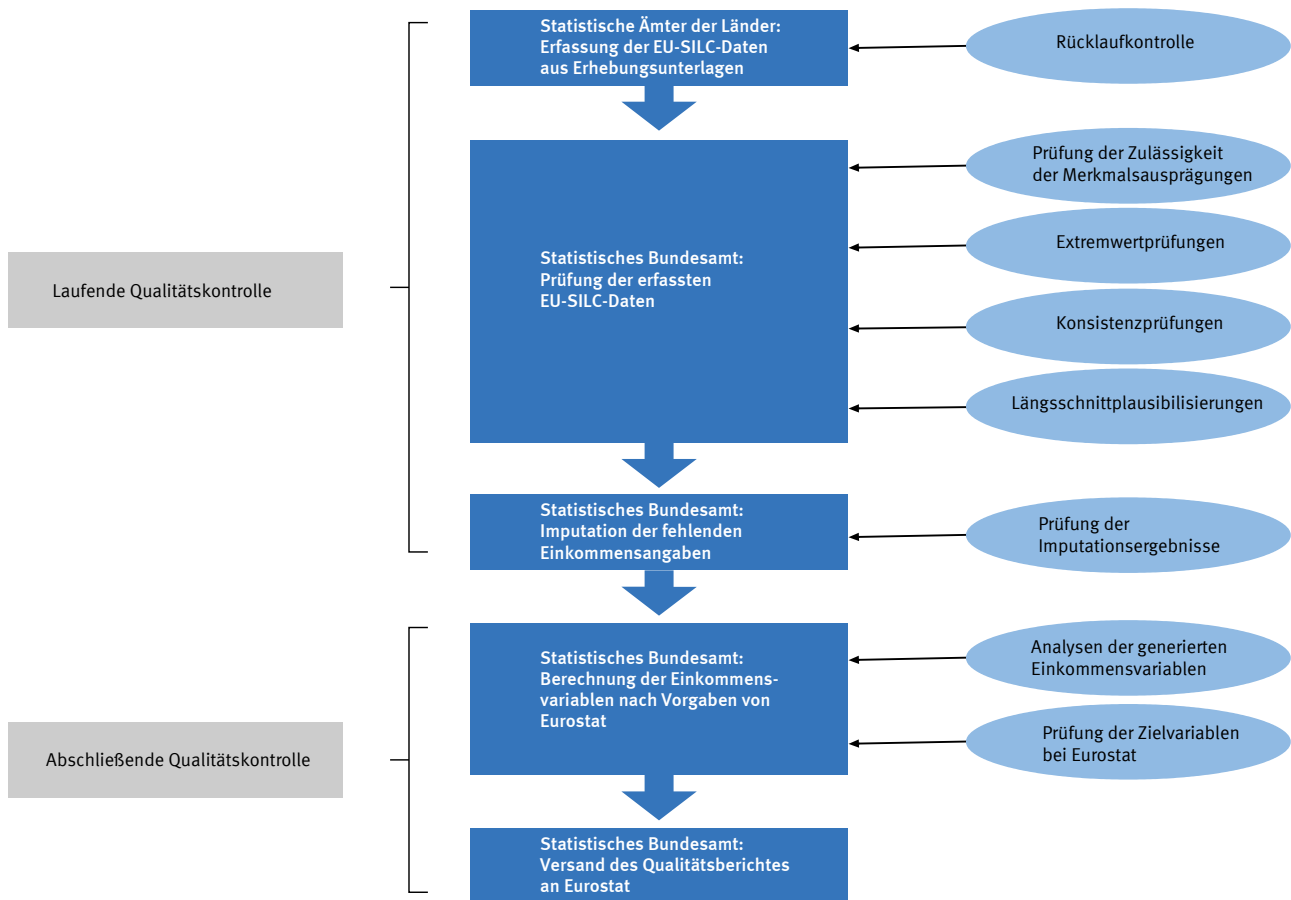 Statistische Ämter der Länder:
Erfassung der EU-SILC-Daten
aus Erhebungsunterlagen
Rücklaufkontrolle
Prüfung der Zulässigkeit
der Merkmalsausprägungen
Extremwertprüfungen
Statistisches Bundesamt:
Prüfung der erfassten
EU-SILC-Daten
Laufende Qualitätskontrolle
Konsistenzprüfungen
Längsschnittplausibilisierungen
Statistisches Bundesamt:
Imputation der fehlenden
Einkommensangaben
Prüfung der
Imputationsergebnisse
Statistisches Bundesamt:
Berechnung der Einkommens-
variablen nach Vorgaben von
Eurostat
Analysen der generierten
Einkommensvariablen
Prüfung der Zielvariablen
bei Eurostat
Abschließende Qualitätskontrolle
Statistisches Bundesamt:
Versand des Qualitätsberichtes
an Eurostat